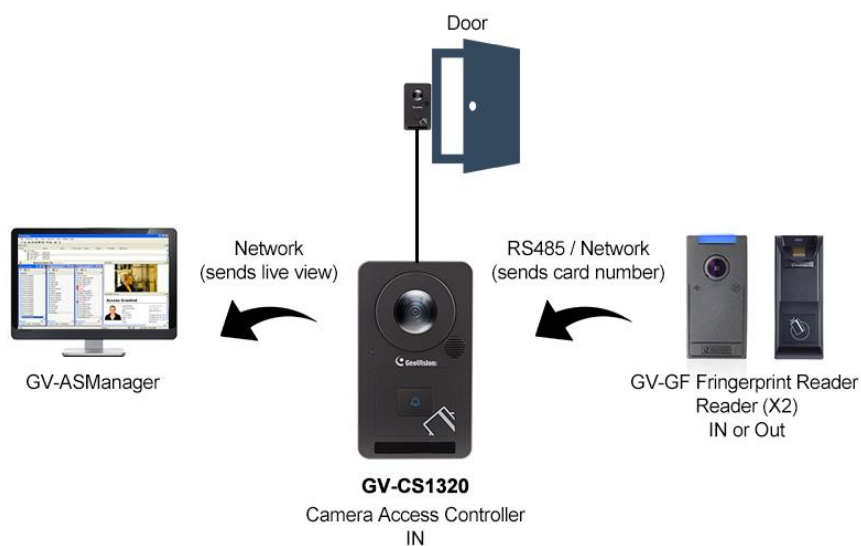 Door
Network
(sends live view)
RS485 / Network
(sends card number)
GeoVision
GV-ASManager
GV-GF Fringerprint Reader
Reader (X2)
IN or Out
GV-CS1320
Camera Access Controller
IN